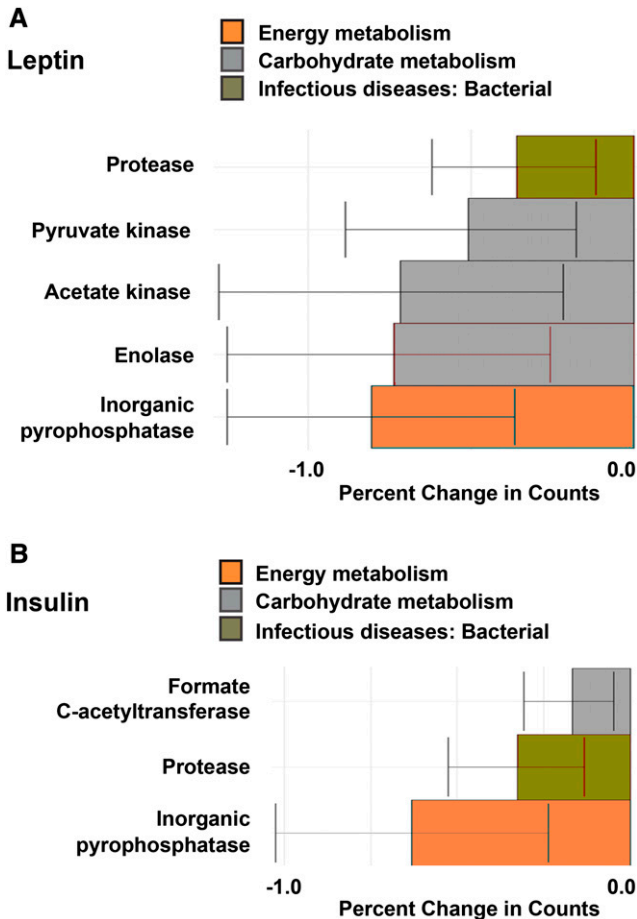 A
Leptin
Energy metabolism
Carbohydrate metabolism
Infectious diseases: Bacterial
Protease
Pyruvate kinase
Acetate kinase
Enolase
Inorganic
pyrophosphatase
-1.0 0.0
Percent Change in Counts
B
Insulin
Energy metabolism
Carbohydrate metabolism
Infectious diseases: Bacterial
Formate
C-acetyltransferase
Protease
Inorganic
pyrophosphatase
-1.0 0.0
Percent Change in Counts